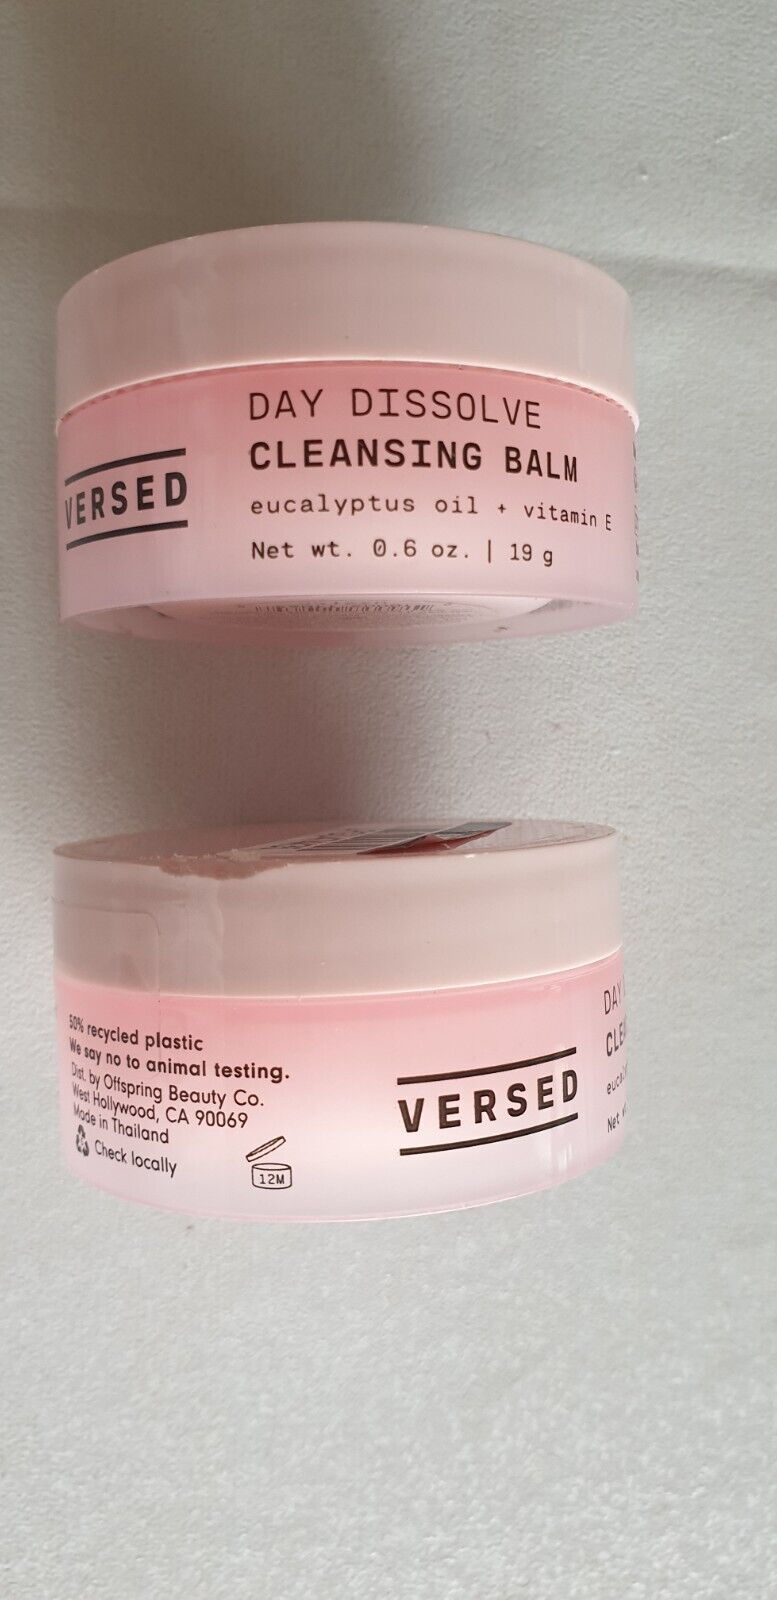 VERSED
DAY DISSOLVE
CLEANSING BALM
eucalyptus oil + vitamin E
Net wt. 0.6 oz. | 19 g
50% recycled plastic
We say no to animal testing.
Dist. by Offspring Beauty Co.
West Hollywood, CA 90069
Made in Thailand
Check locally
12M
VERSED
DAY